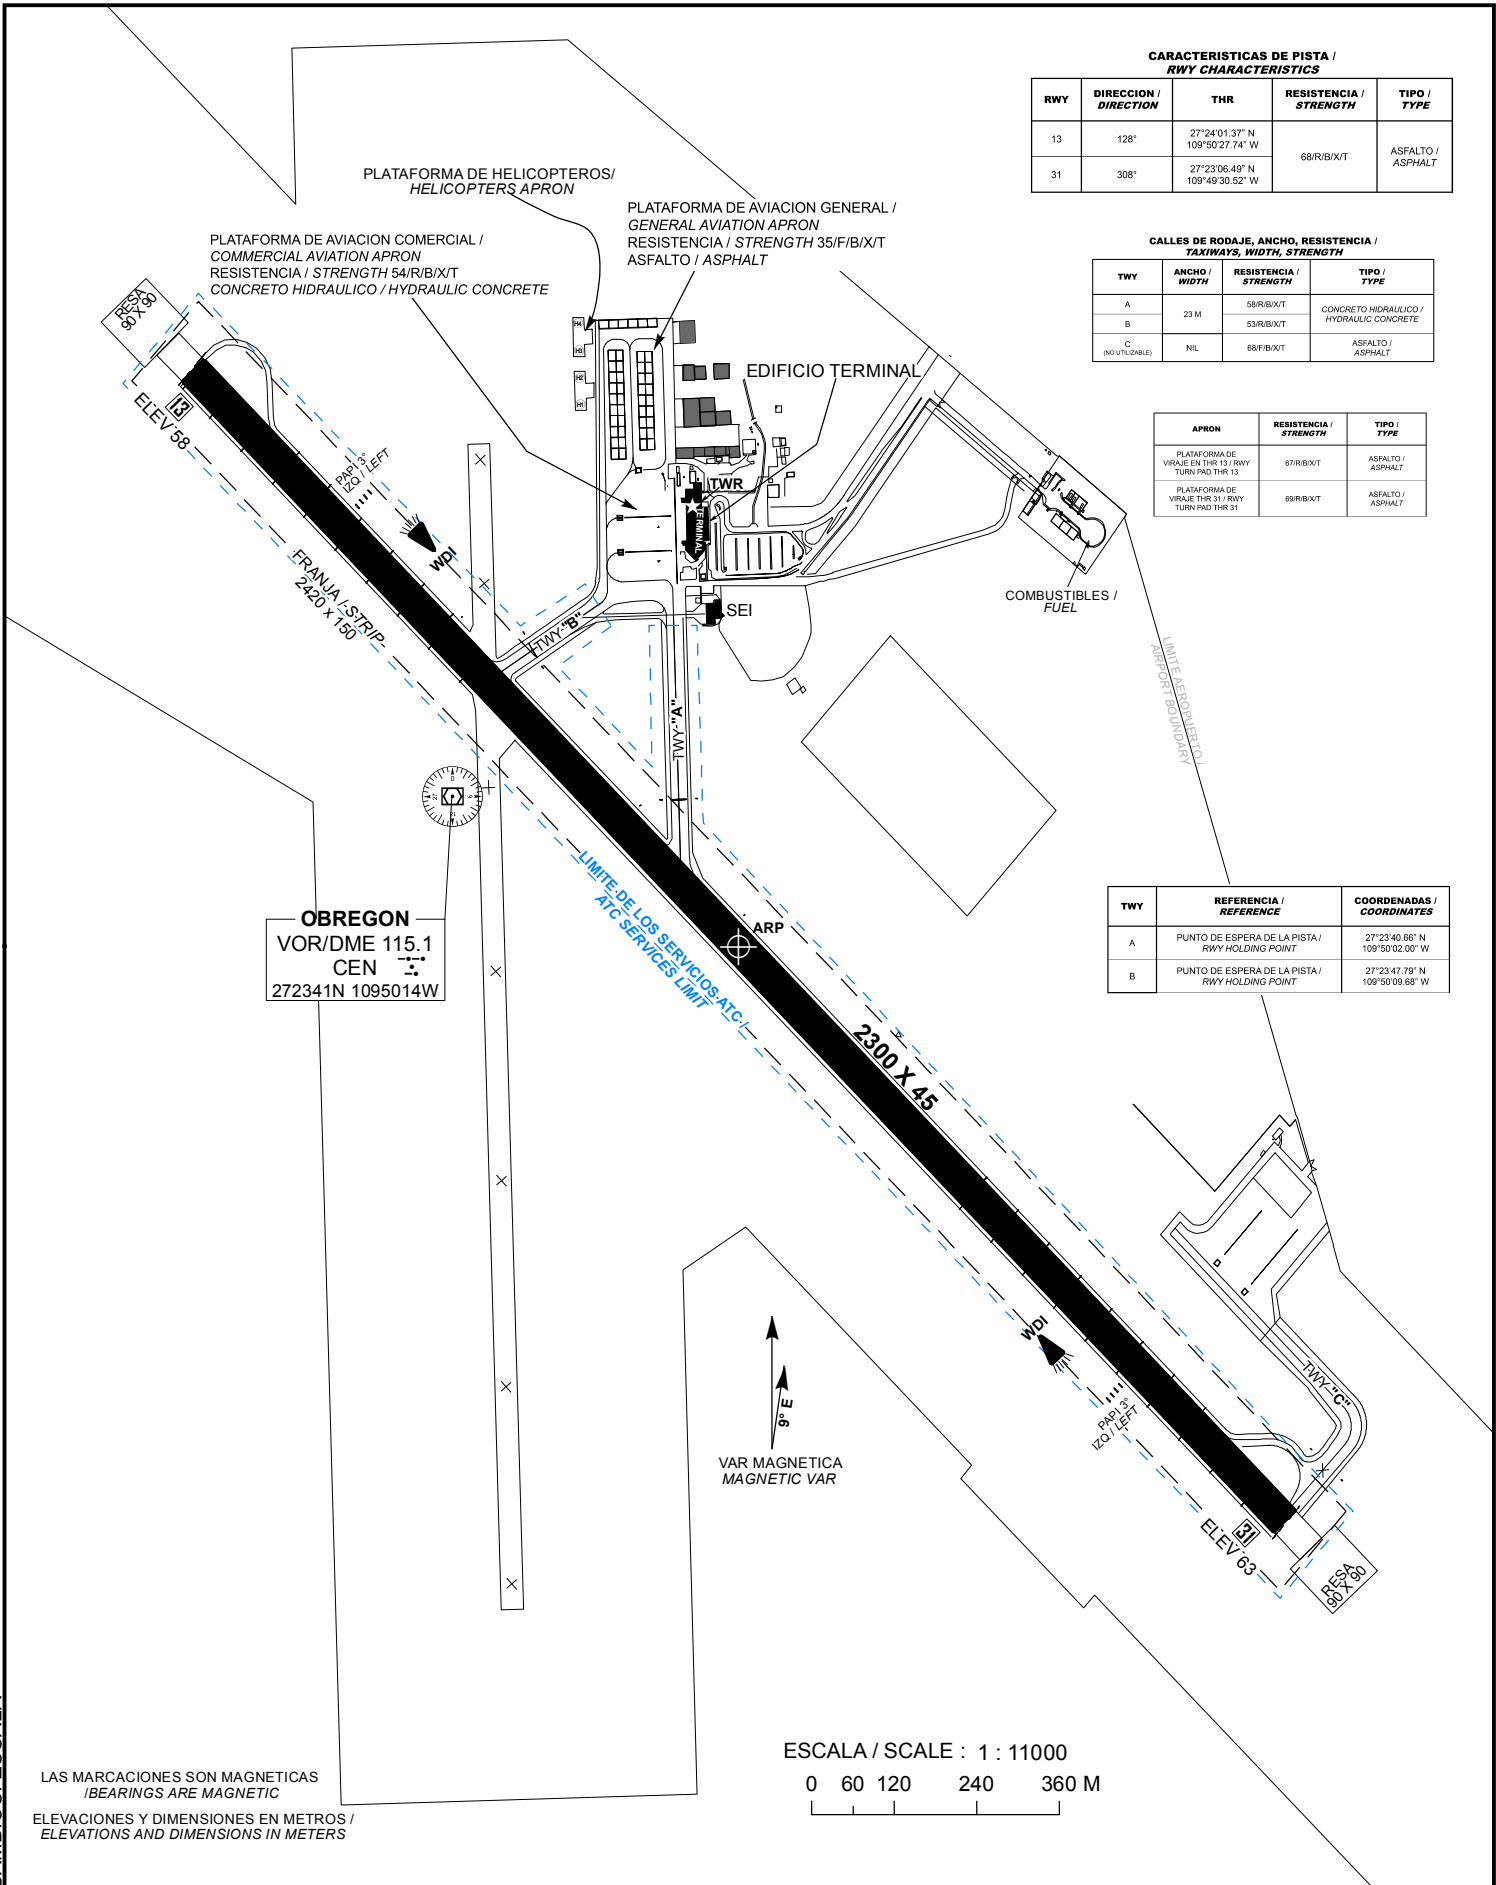 CARACTERISTICAS DE PISTA /
RWY CHARACTERISTICS
RWY
DIRECCION /
DIRECTION
THR
RESISTENCIA /
STRENGTH
TIPO /
TYPE
13
128°
27°24'01.37" N
109°50'27.74" W
68/R/B/X/T
ASFALTO /
ASPHALT
31
308°
27°23'06.49" N
109°49'30.52" W
CALLES DE RODAJE, ANCHO, RESISTENCIA /
TAXIWAYS, WIDTH, STRENGTH
TWY
ANCHO /
WIDTH
RESISTENCIA /
STRENGTH
TIPO /
TYPE
A
23 M
58/R/B/X/T
CONCRETO HIDRAULICO /
HYDRAULIC CONCRETE
B
53/R/B/X/T
C
(NO UTILIZABLE)
NIL
68/F/B/X/T
ASFALTO /
ASPHALT
APRON
RESISTENCIA /
STRENGTH
TIPO /
TYPE
PLATAFORMA DE
VIRAJE EN THR 13 / RWY
TURN PAD THR 13
67/R/B/X/T
ASFALTO /
ASPHALT
PLATAFORMA DE
VIRAJE THR 31 / RWY
TURN PAD THR 31
69/R/B/X/T
ASFALTO /
ASPHALT
TWY
REFERENCIA /
REFERENCE
COORDENADAS /
COORDINATES
A
PUNTO DE ESPERA DE LA PISTA /
RWY HOLDING POINT
27°23'40.66" N
109°50'02.00" W
B
PUNTO DE ESPERA DE LA PISTA /
RWY HOLDING POINT
27°23'47.79" N
109°50'09.68" W
PLATAFORMA DE HELICOPTEROS/
HELICOPTERS APRON
PLATAFORMA DE AVIACION GENERAL /
GENERAL AVIATION APRON
RESISTENCIA / STRENGTH 35/F/B/X/T
ASFALTO / ASPHALT
PLATAFORMA DE AVIACION COMERCIAL /
COMMERCIAL AVIATION APRON
RESISTENCIA / STRENGTH 54/R/B/X/T
CONCRETO HIDRAULICO / HYDRAULIC CONCRETE
RESA
90 X 90
H4
H3
H2
H1
EDIFICIO TERMINAL
13
ELEV 58
PAPI 3°
IZQ / LEFT
WDI
TWR
TERMINAL
FRANJA / STRIP
2420 x 150
TWY "B"
SEI
COMBUSTIBLES /
FUEL
LIMITE AEROPUERTO /
AIRPORT BOUNDARY
TWY "A"
OBREGON
VOR/DME 115.1
CEN
272341N 1095014W
LIMITE DE LOS SERVICIOS ATC /
ATC SERVICES LIMIT
ARP
2300 X 45
WDI
PAPI 3°
IZQ / LEFT
TWY "C"
31
ELEV 63
RESA
90 X 90
9° E
VAR MAGNETICA
MAGNETIC VAR
ESCALA / SCALE : 1 : 11000
0 60 120 240 360 M
LAS MARCACIONES SON MAGNETICAS
/BEARINGS ARE MAGNETIC
ELEVACIONES Y DIMENSIONES EN METROS /
ELEVATIONS AND DIMENSIONS IN METERS